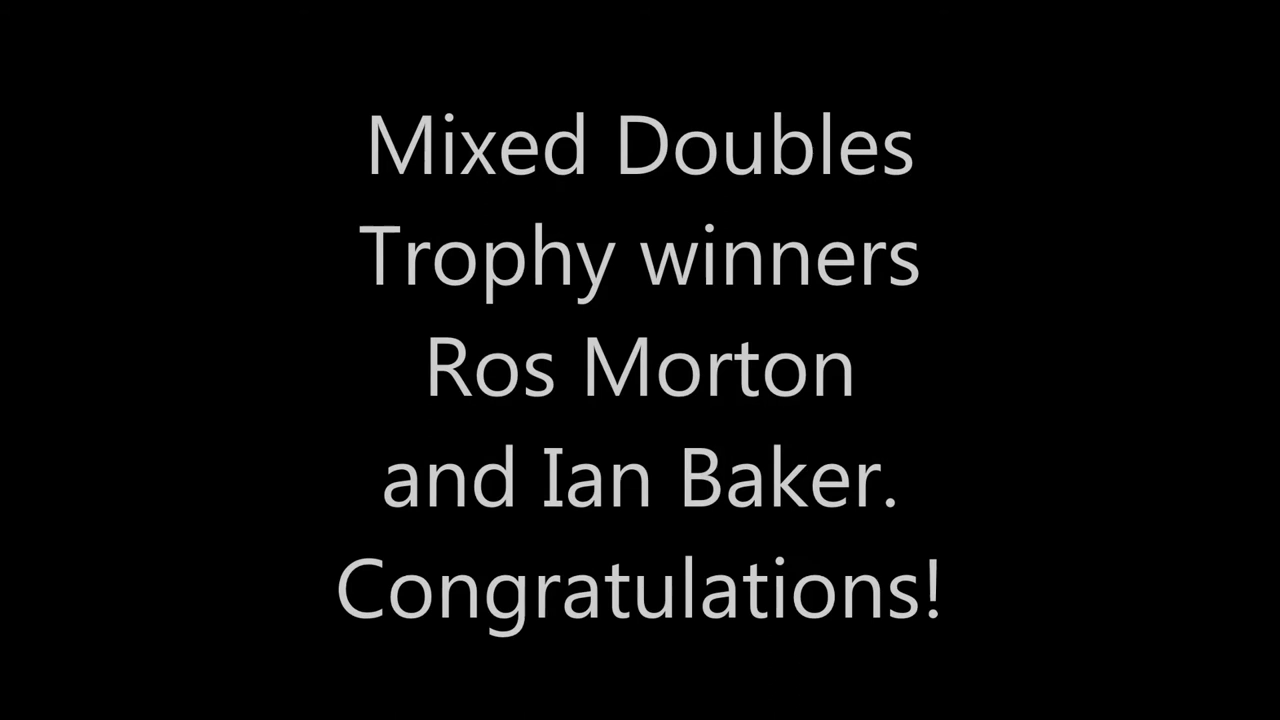 Mixed Doubles
Trophy winners
Ros Morton
and Ian Baker.
Congratulations!